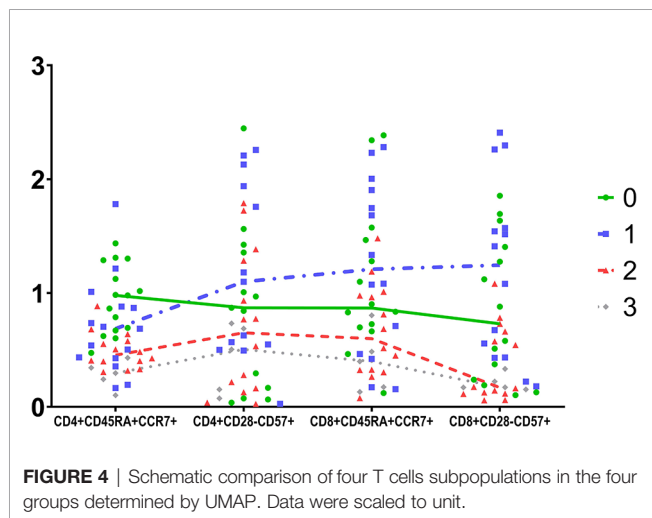 3
2
1
0
CD4+CD45RA+CCR7+ CD4+CD28-CD57+ CD8+CD45RA+CCR7+ CD8+CD28-CD57+
0
1
2
3
FIGURE 4 | Schematic comparison of four T cells subpopulations in the four
groups determined by UMAP. Data were scaled to unit.